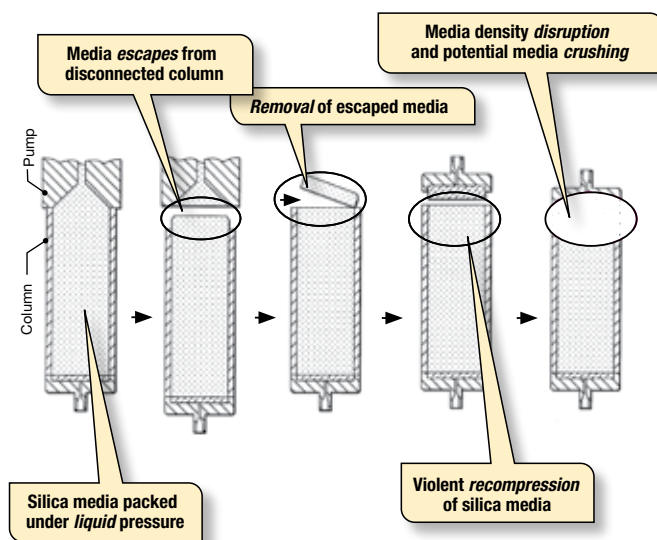 Media density disruption
and potential media crushing
Media escapes from
disconnected column
Removal of escaped media
Pump
Column
Silica media packed
under liquid pressure
Violent recompression
of silica media